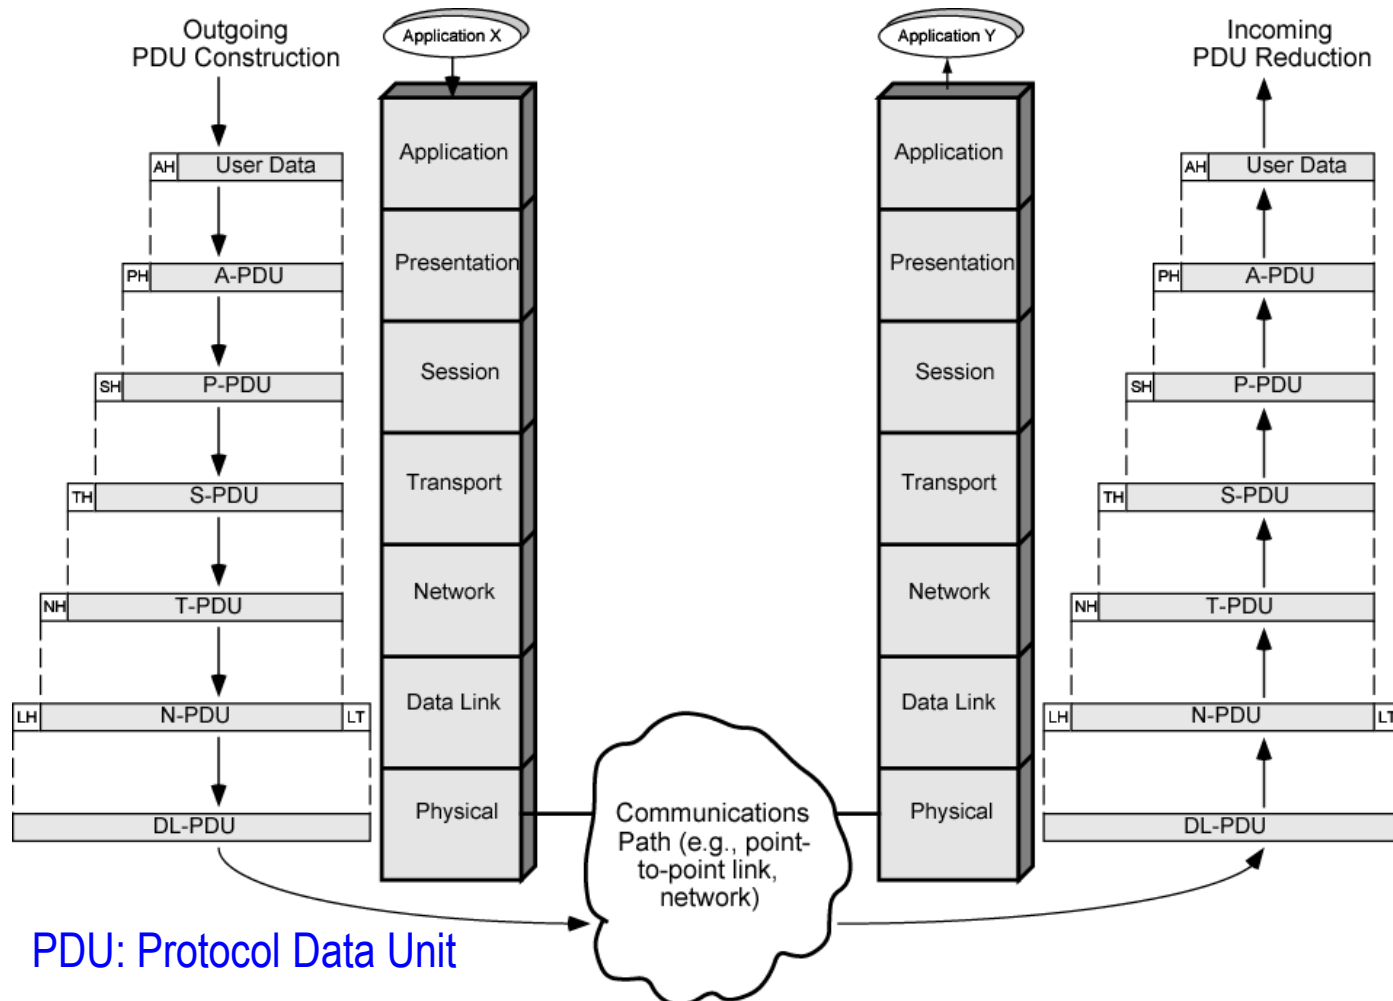 Outgoing
PDU Construction
Application X
Application Y
Incoming
PDU Reduction
AH User Data
PH A-PDU
SH P-PDU
TH S-PDU
NH T-PDU
LH N-PDU LT
DL-PDU
Application
Presentation
Session
Transport
Network
Data Link
Physical
Communications
Path (e.g., point-
to-point link,
network)
Application
Presentation
Session
Transport
Network
Data Link
Physical
AH User Data
PH A-PDU
SH P-PDU
TH S-PDU
NH T-PDU
LH N-PDU LT
DL-PDU
PDU: Protocol Data Unit